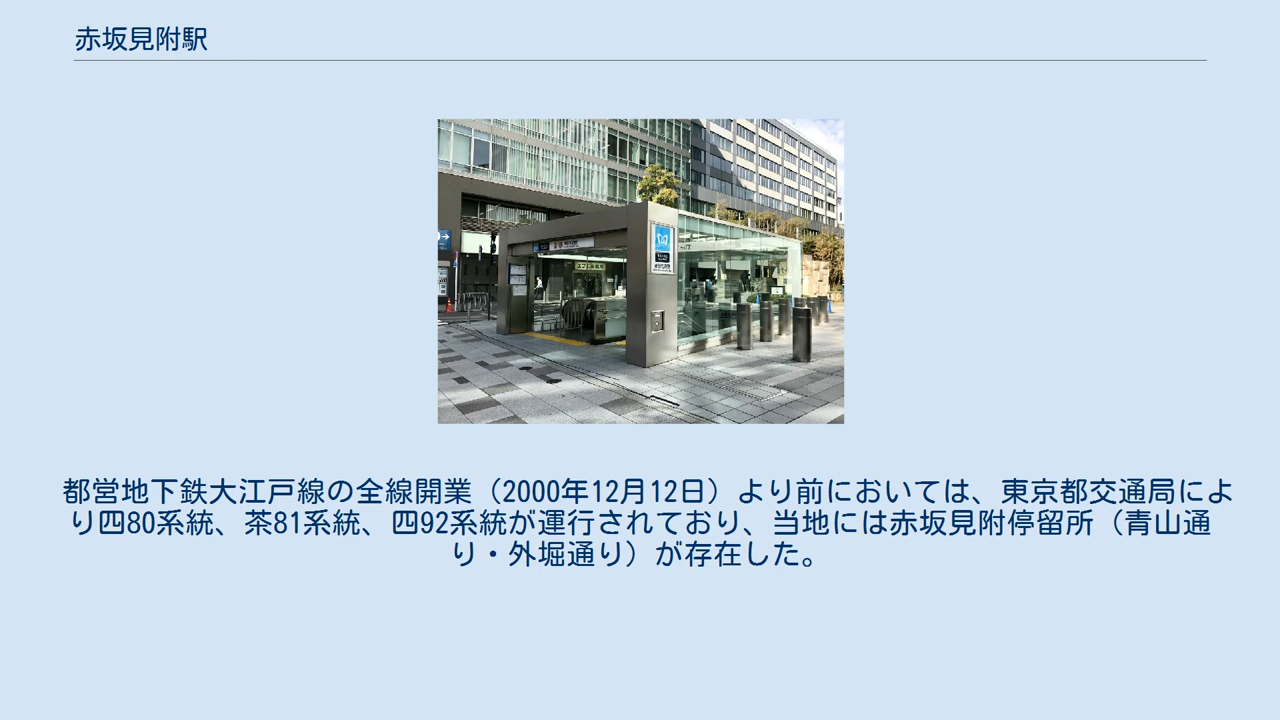 赤坂見附駅
都営地下鉄大江戸線の全線開業（2000年12月12日）より前においては、東京都交通局によ
り四80系統、茶81系統、四92系統が運行されており、当地には赤坂見附停留所（青山通
り・外堀通り）が存在した。